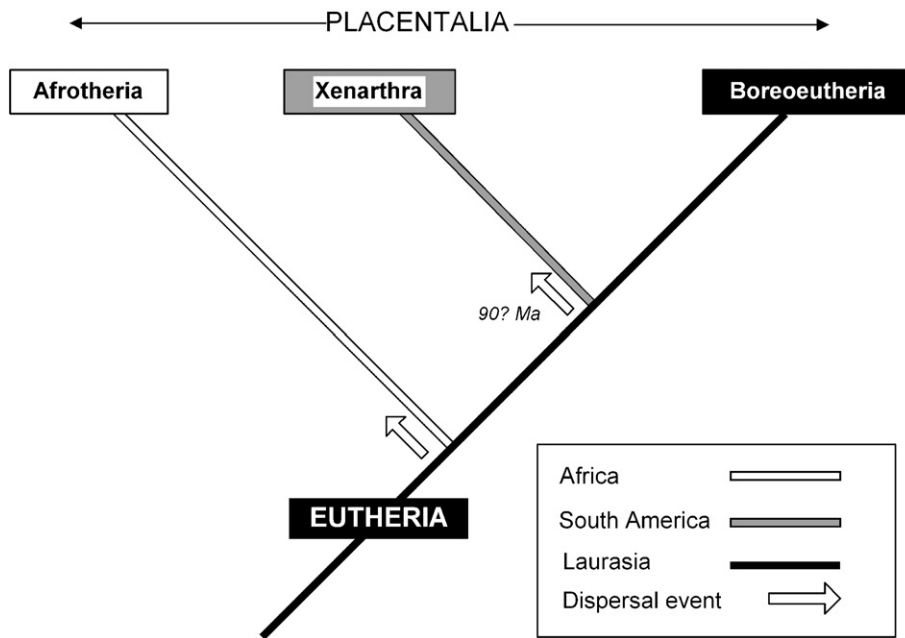 PLACENTALIA
Afrotheria
Xenarthra
Boreoeutheria
90? Ma
EUTHERIA
Africa
South America
Laurasia
Dispersal event